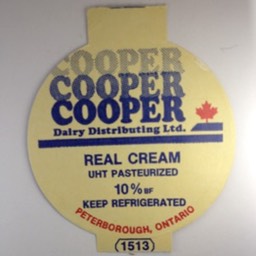 COOPER
COOPER
COOPER
Dairy Distributing Ltd.
REAL CREAM
UHT PASTEURIZED
10% BF
KEEP REFRIGERATED
PETERBOROUGH, ONTARIO
1513